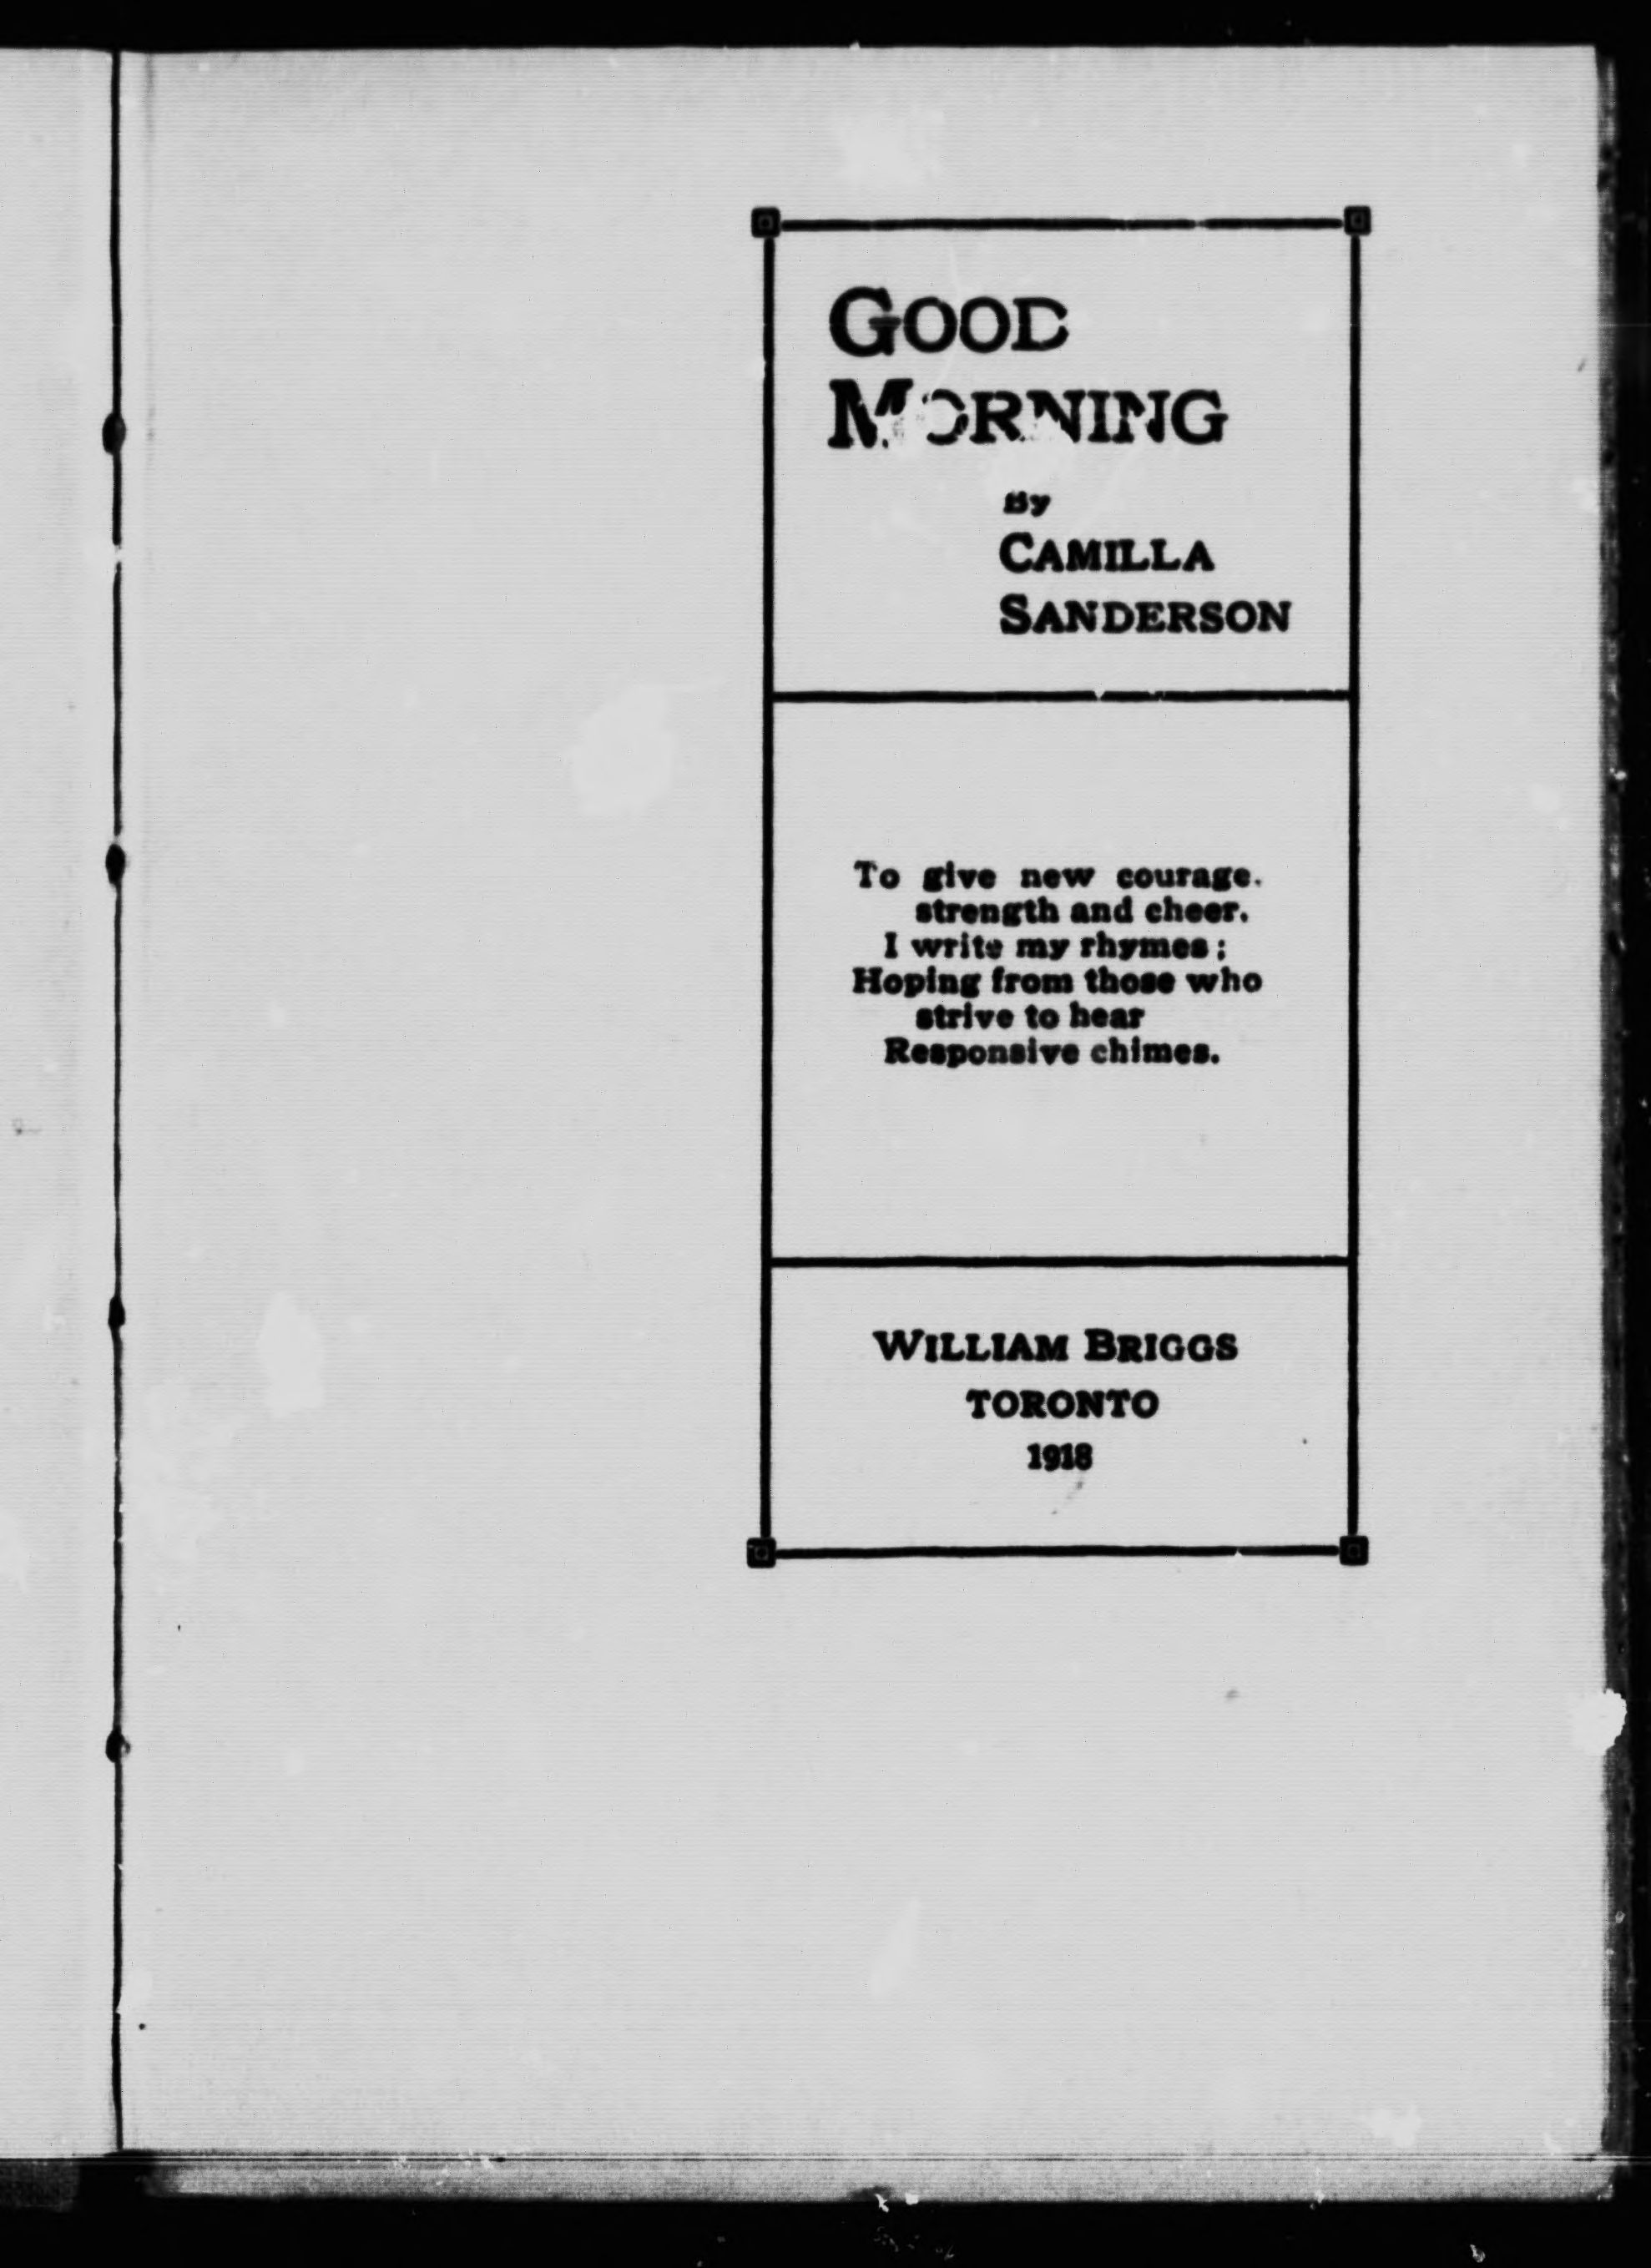 GOOD
MORNING
By
CAMILLA
SANDERSON
To give new courage,
strength and cheer,
I write my rhymes;
Hoping from those who
strive to hear
Responsive chimes.
WILLIAM BRIGGS
TORONTO
1918